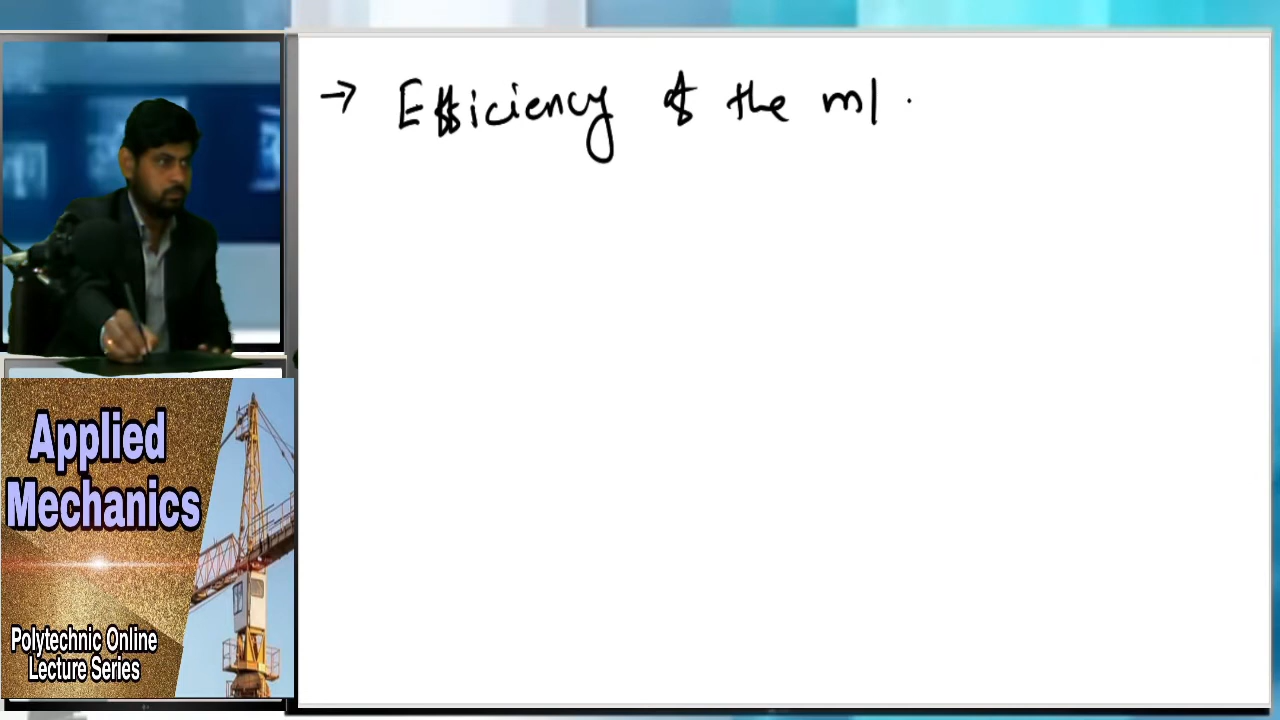 → Efficiency of the m/
Applied
Mechanics
Polytechnic Online
Lecture Series